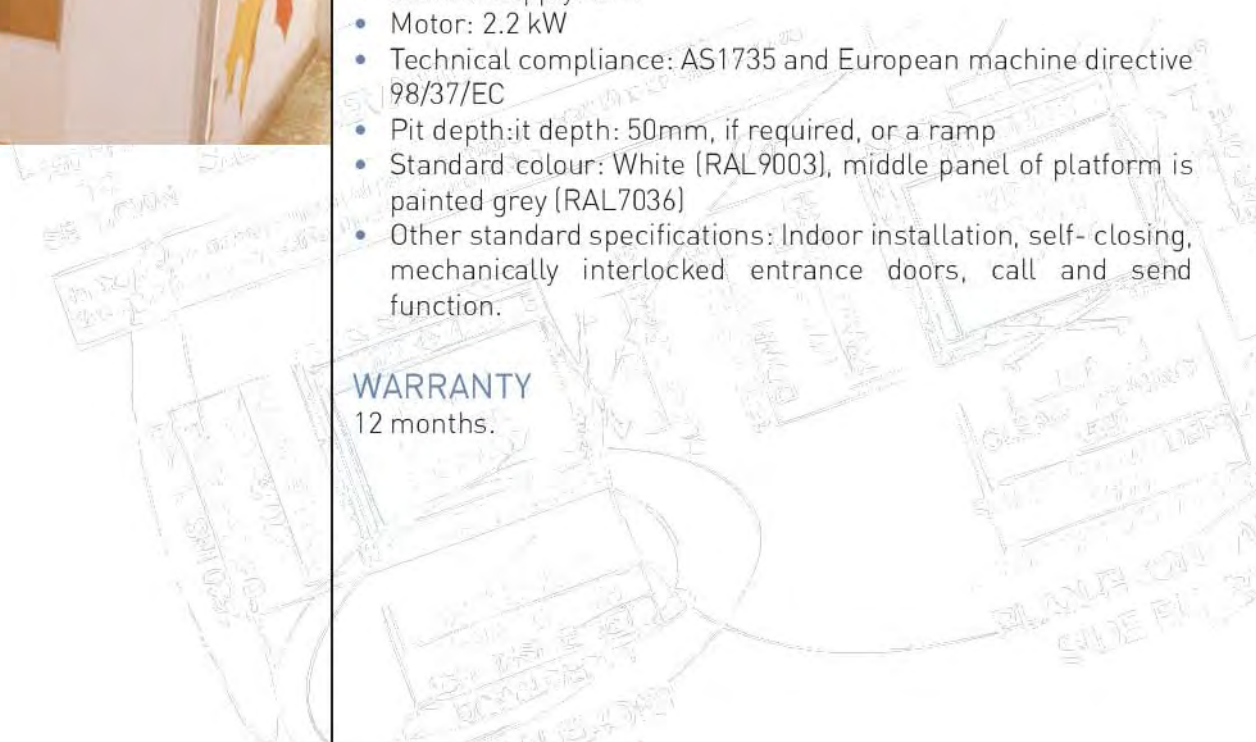 • Motor: 2.2 kW
• Technical compliance: AS1735 and European machine directive
98/37/EC
• Pit depth:it depth: 50mm, if required, or a ramp
• Standard colour: White (RAL9003), middle panel of platform is
painted grey (RAL7036)
• Other standard specifications: Indoor installation, self- closing,
mechanically interlocked entrance doors, call and send
function.
WARRANTY
12 months.